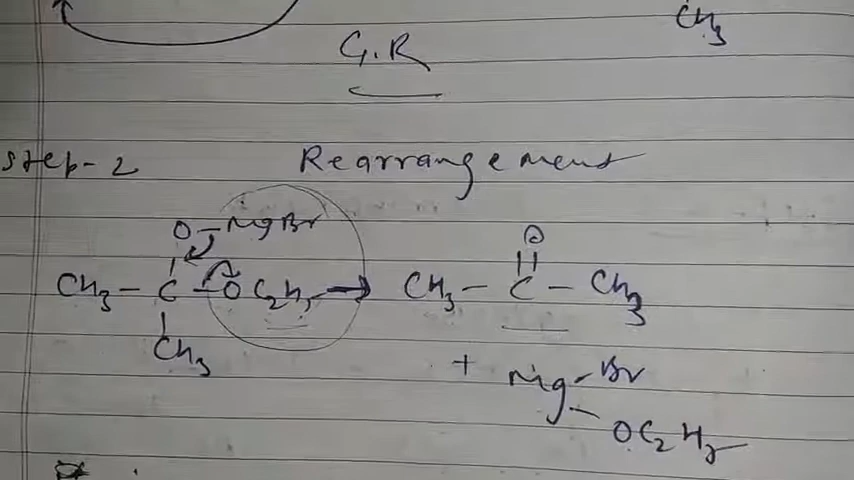 CH3
G.R
Step-2 Rearrangement
O-MgBr
O
CH3-C-OC2H5 → CH3-C-CH3
CH3
+ Mg-Br
OC2H5